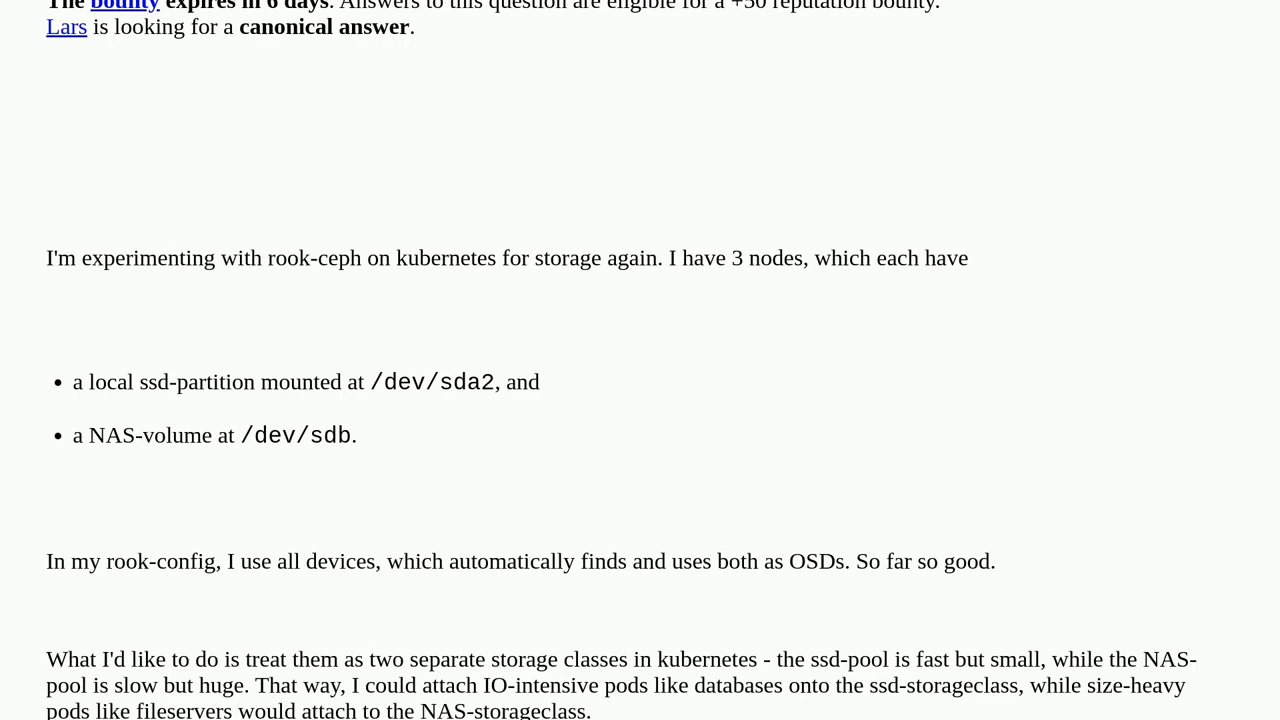 The bounty expires in 6 days. Answers to this question are eligible for a +50 reputation bounty.
Lars is looking for a canonical answer.
I'm experimenting with rook-ceph on kubernetes for storage again. I have 3 nodes, which each have
• a local ssd-partition mounted at /dev/sda2, and
• a NAS-volume at /dev/sdb.
In my rook-config, I use all devices, which automatically finds and uses both as OSDs. So far so good.
What I'd like to do is treat them as two separate storage classes in kubernetes - the ssd-pool is fast but small, while the NAS-
pool is slow but huge. That way, I could attach IO-intensive pods like databases onto the ssd-storageclass, while size-heavy
pods like fileservers would attach to the NAS-storageclass.